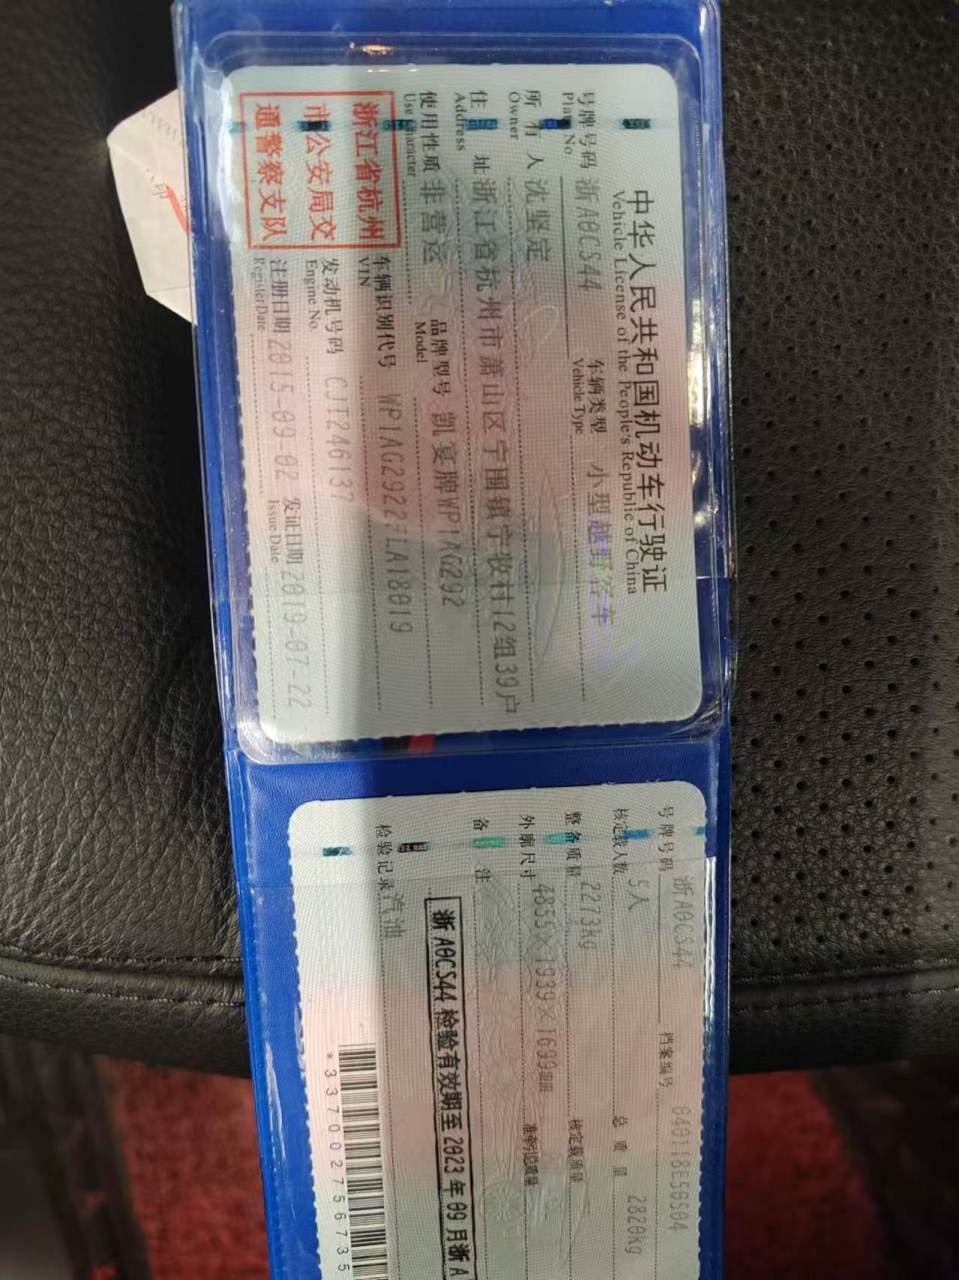 中华人民共和国机动车行驶证
Vehicle License of the People's Republic of China
号牌号码 浙A0CS44 车辆类型 小型越野客车
Plate No Vehicle Type
所有人 沈坚定
Owner
住址 浙江省杭州市萧山区宁围镇宁牧村12组39户
Address
使用性质 非营运 品牌型号 凯宴牌WP1AG292
Use Character Model
浙江省杭州
市公安局交
通警察支队
车辆识别代号 WP1AG2922FLA18019
VIN
发动机号码 CJT246137
Engine No.
注册日期 2015-09-02 发证日期 2019-07-22
Register Date Issue Date
号牌号码 浙A0CS44 档案编号 040118E59504
核定载人数 5人 总质量 2820kg
整备质量 2273kg 核定载质量
外廓尺寸 4855×1939×1699mm 准牵引总质量
备注
浙A0CS44 检验有效期至 2023 年 09 月浙A
检验记录 汽油
*337002756735